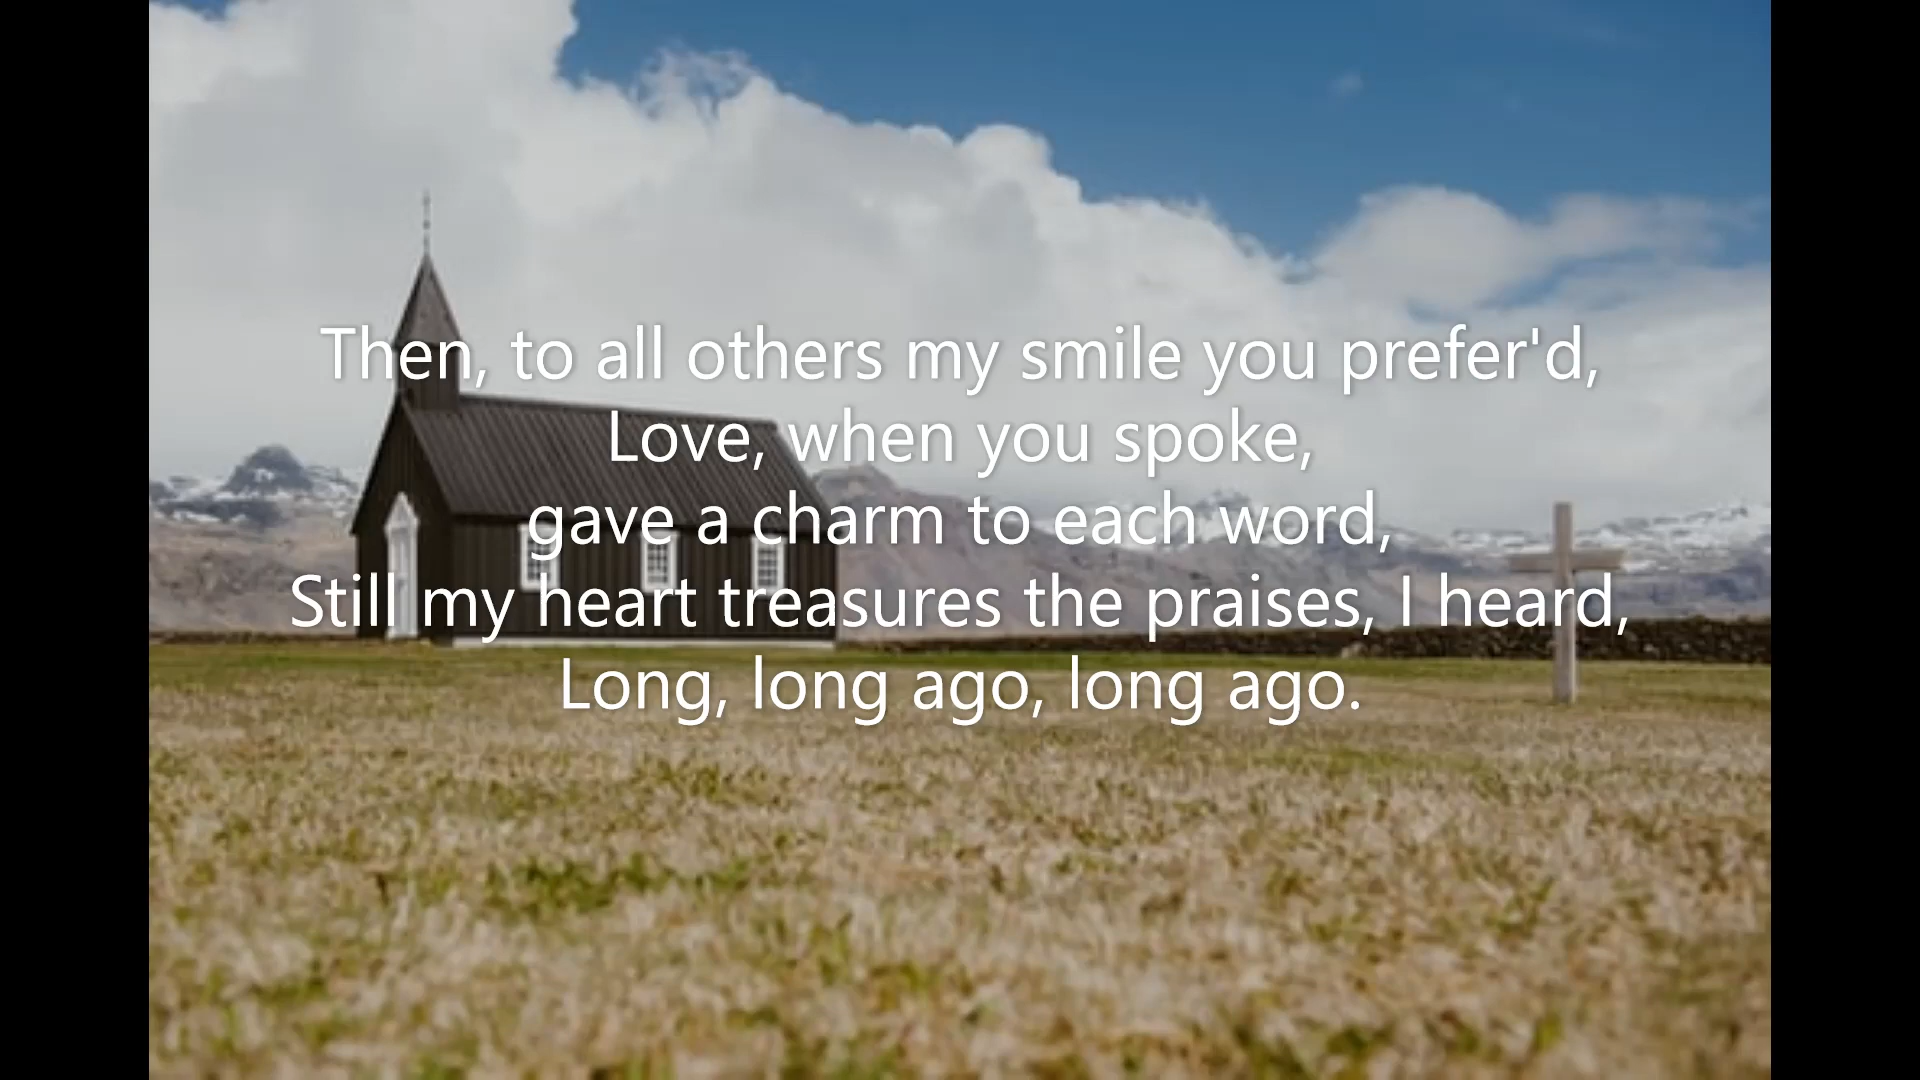 Then, to all others my smile you prefer'd,
Love, when you spoke,
gave a charm to each word,
Still my heart treasures the praises, I heard,
Long, long ago, long ago.